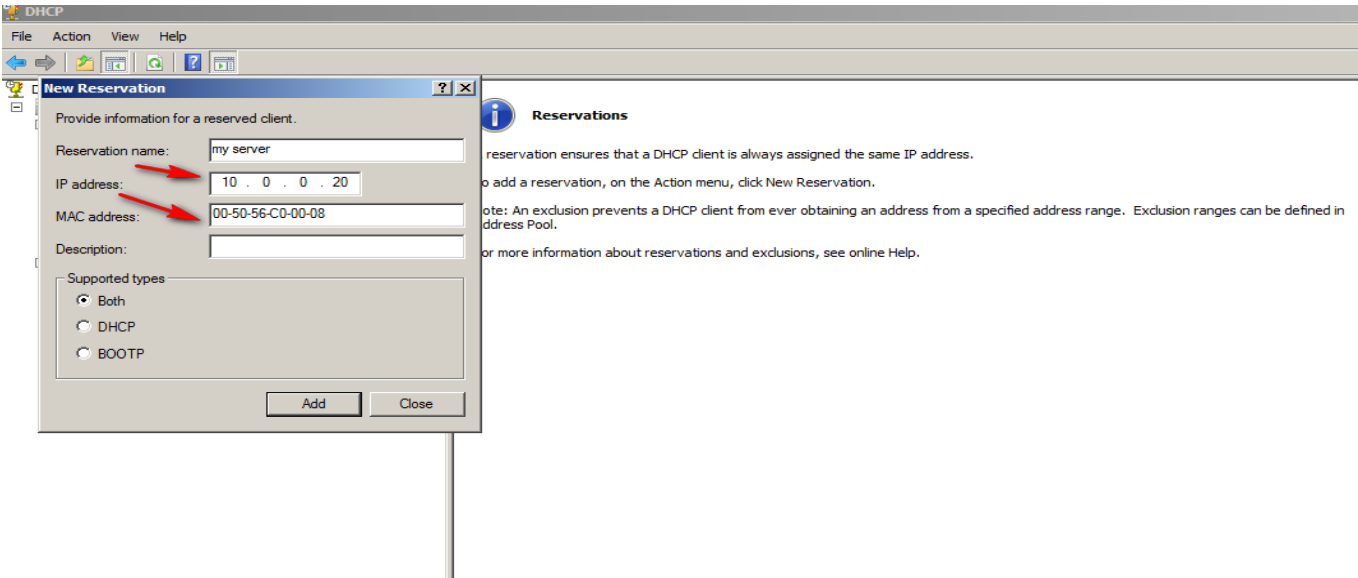 DHCP
File Action View Help
New Reservation
Provide information for a reserved client.
Reservation name: my server
IP address: 10 . 0 . 0 . 20
MAC address: 00-50-56-C0-00-08
Description:
Supported types
Both
DHCP
BOOTP
Add Close
Reservations
reservation ensures that a DHCP client is always assigned the same IP address.
o add a reservation, on the Action menu, click New Reservation.
ote: An exclusion prevents a DHCP client from ever obtaining an address from a specified address range. Exclusion ranges can be defined in
ddress Pool.
or more information about reservations and exclusions, see online Help.